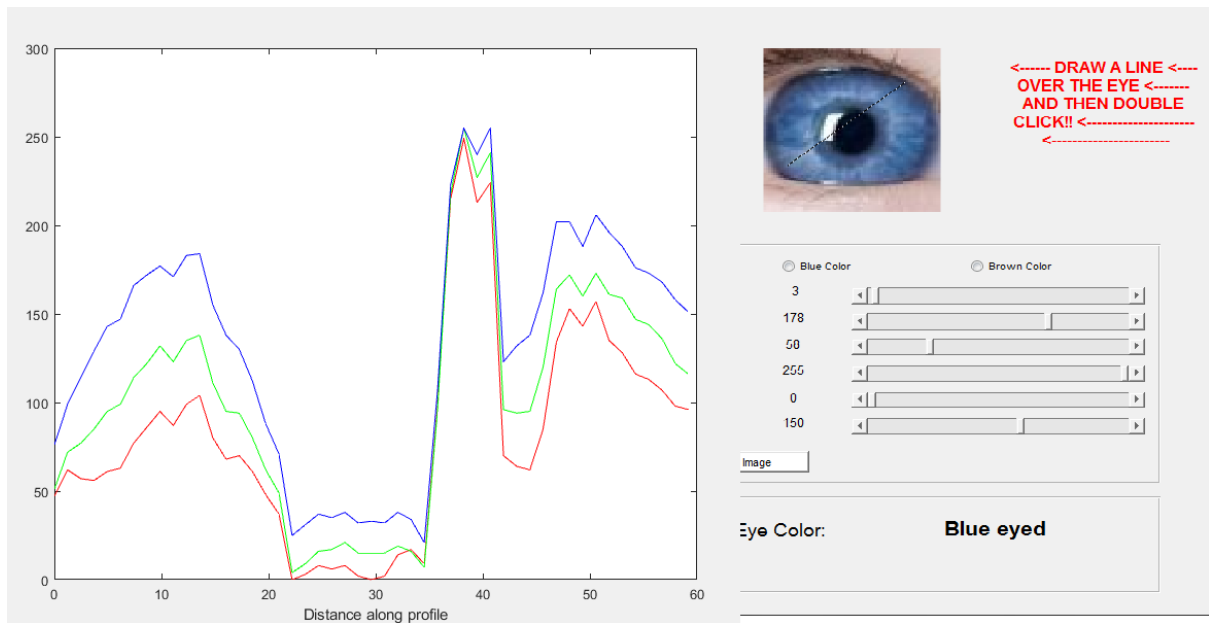 300
250
200
150
100
50
0
0 10 20 30 40 50 60
Distance along profile
<------ DRAW A LINE <----
OVER THE EYE <-------
AND THEN DOUBLE
CLICK!! <----------------------
<------------------------
Blue Color
Brown Color
3
178
50
255
0
150
Image
Eye Color:
Blue eyed